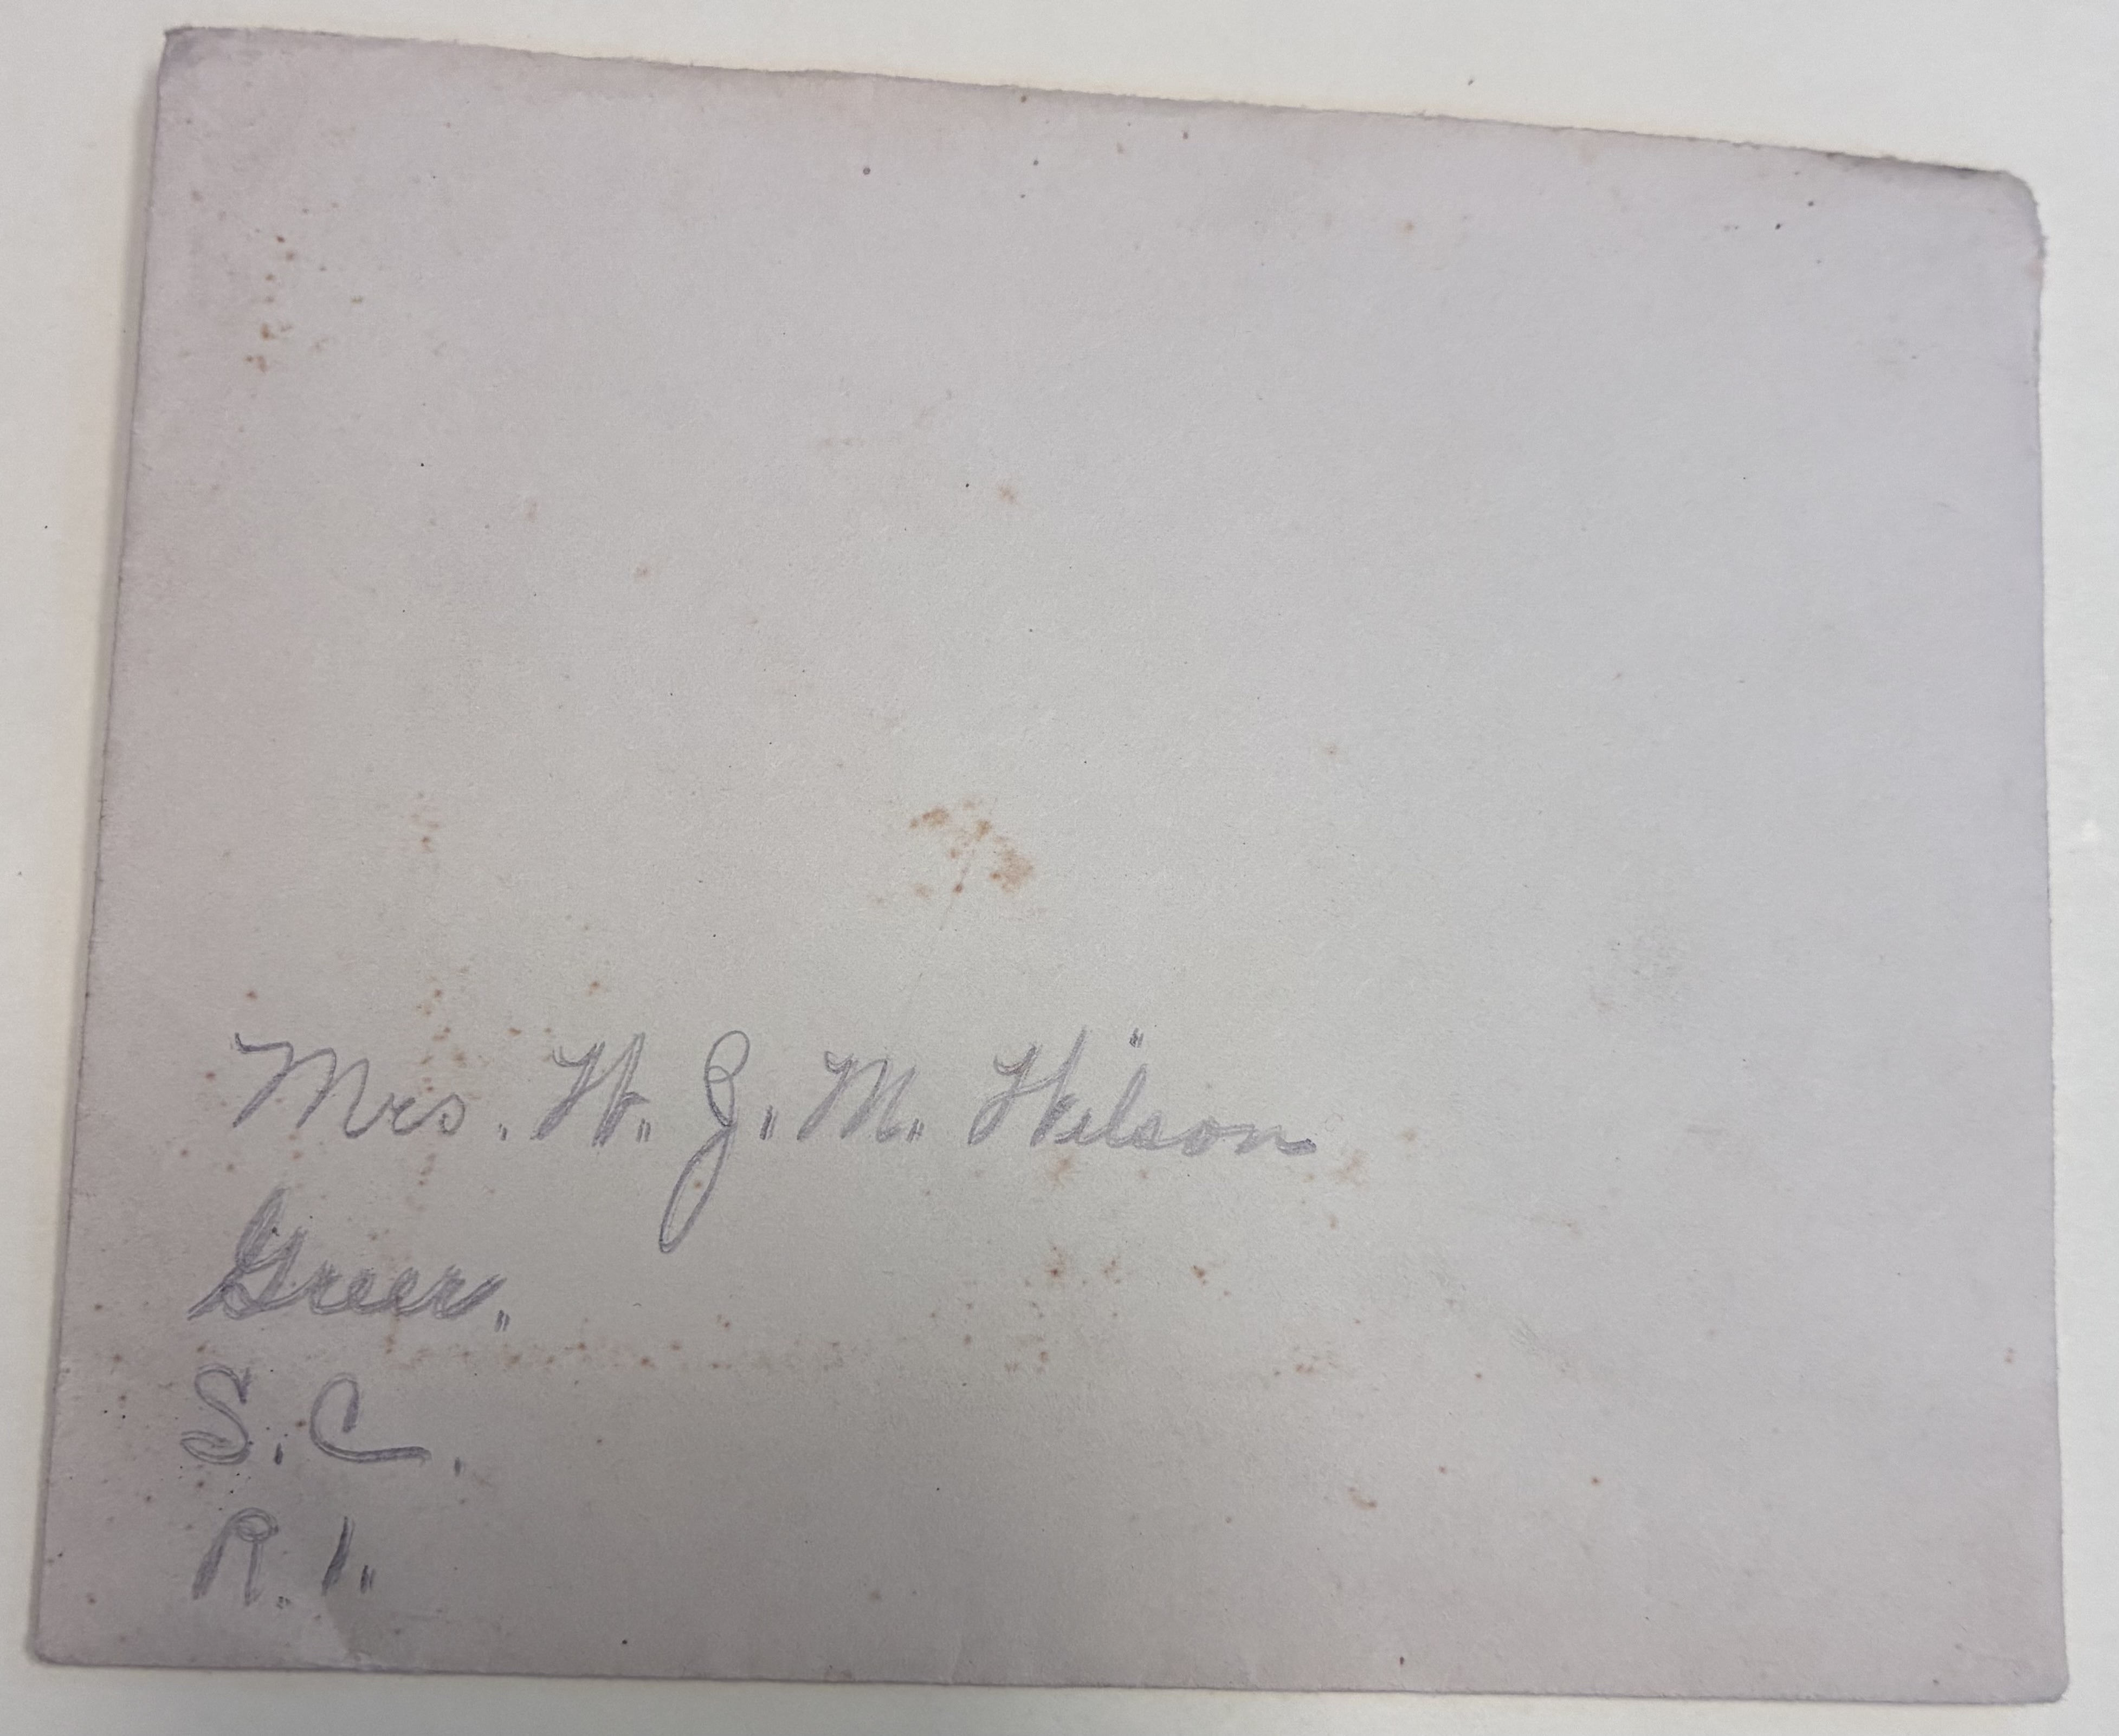 Mrs. W. J. M. Wilson
Greer.
S. C.
R. 1.